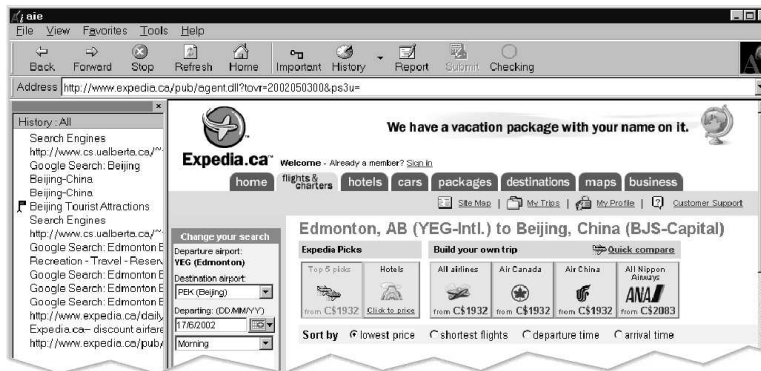 aie
File View Favorites Tools Help
Back Forward Stop Refresh Home Important History Report Submit Checking
Address http://www.expedia.ca/pub/agent.dll?tovr=2002050300&ps3u=
History : All
Search Engines
http://www.cs.ualberta.ca/~
Google Search: Beijing
Beijing-China
Beijing-China
Beijing Tourist Attractions
Search Engines
http://www.cs.ualberta.ca/~
Google Search: Edmonton E
Recreation - Travel - Reserv
Google Search: Edmonton E
Google Search: Edmonton E
Google Search: Edmonton E
http://www.expedia.ca/daily
Expedia.ca-- discount airfare
http://www.expedia.ca/pub/
Expedia.ca
We have a vacation package with your name on it.
Welcome - Already a member? Sign in
home flights & charters hotels cars packages destinations maps business
Site Map | My Trips | My Profile | Customer Support
Change your search
Departure airport:
YEG (Edmonton)
Destination airport:
PEK (Beijing)
Departing: (DD/MM/YY)
17/6/2002
Morning
Edmonton, AB (YEG-Intl.) to Beijing, China (BJS-Capital)
Expedia Picks Build your own trip Quick compare
Top 5 picks Hotels All airlines Air Canada Air China All Nippon
Airways
ANA
from C$1932 Click to price from C$1932 from C$1932 from C$1932 from C$2083
Sort by lowest price shortest flights departure time arrival time